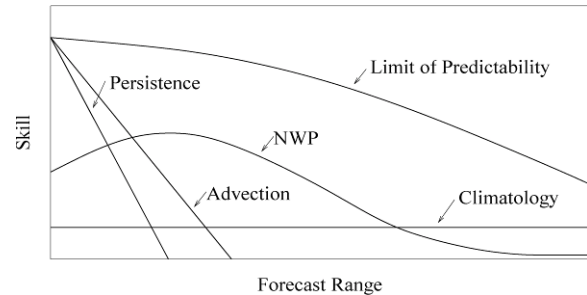 Limit of Predictability
Persistence
NWP
Skill
Advection
Climatology
Forecast Range